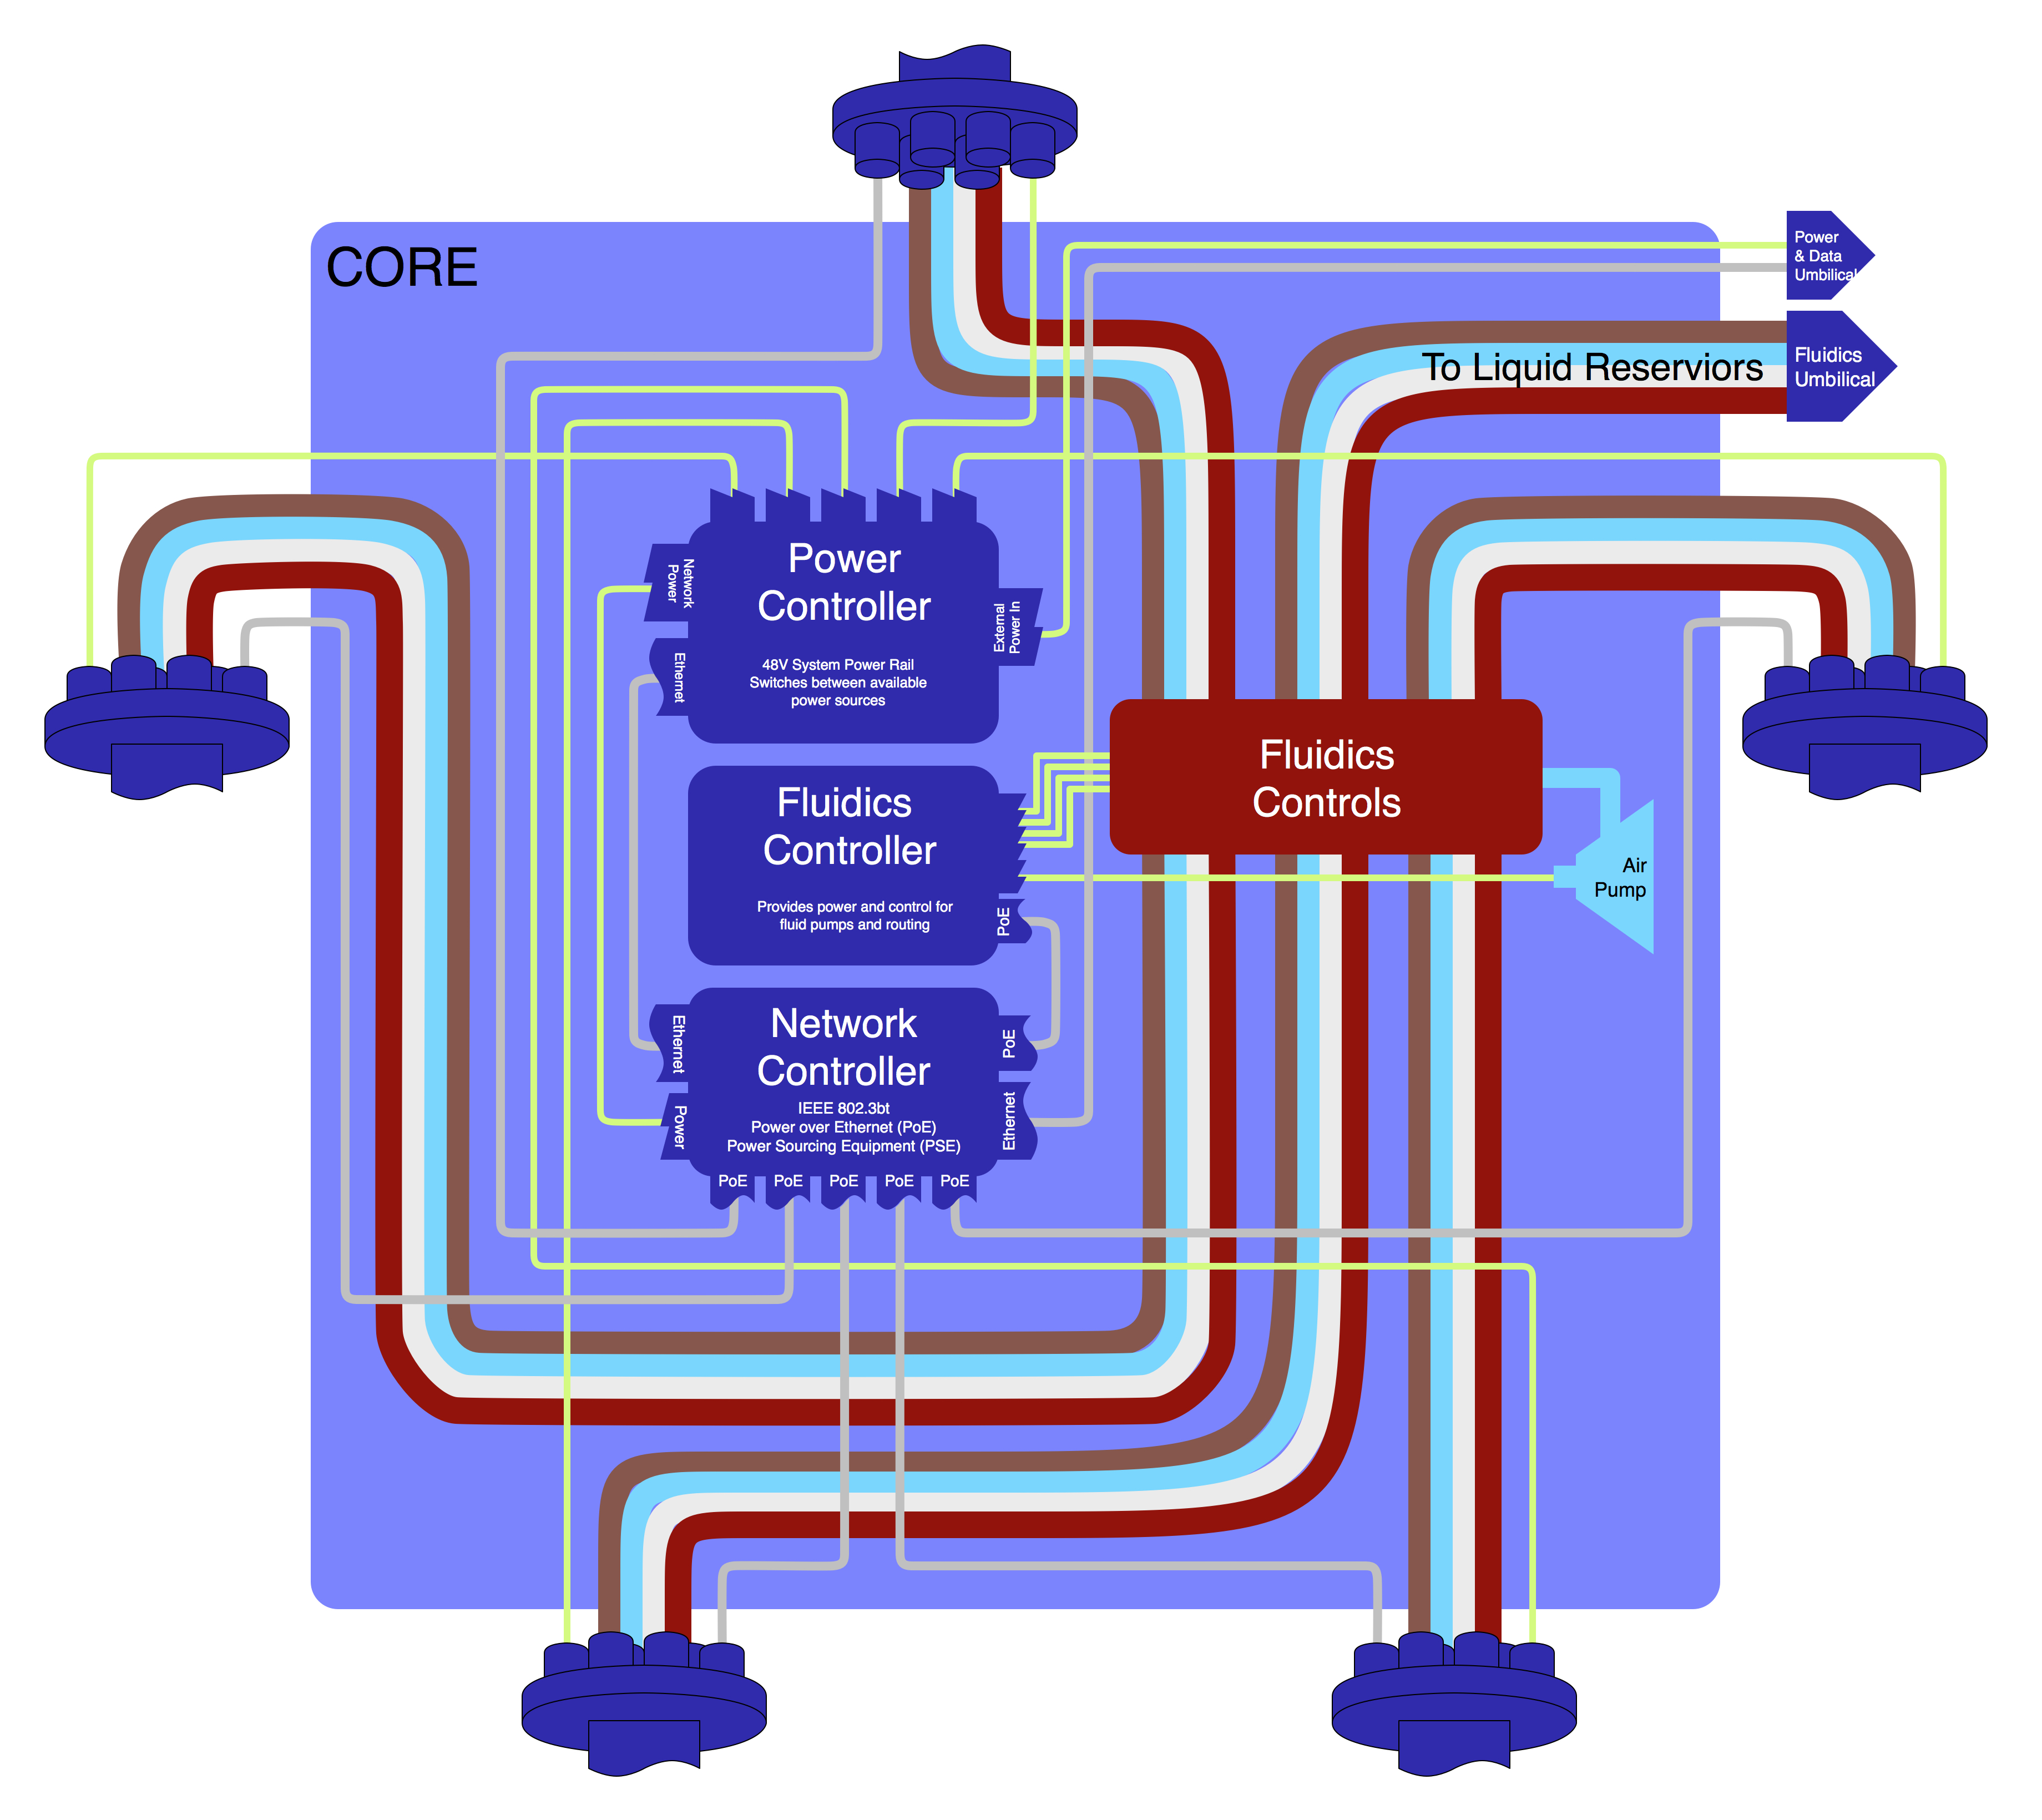 CORE
Power
& Data
Umbilical
To Liquid Reserviors
Fluidics
Umbilical
Power
Controller
48V System Power Rail
Switches between available
power sources
Network
Power
Ethernet
External
Power In
Fluidics
Controls
Fluidics
Controller
Provides power and control for
fluid pumps and routing
PoE
Air
Pump
Network
Controller
IEEE 802.3bt
Power over Ethernet (PoE)
Power Sourcing Equipment (PSE)
Ethernet
Power
PoE
Ethernet
PoE
PoE
PoE
PoE
PoE